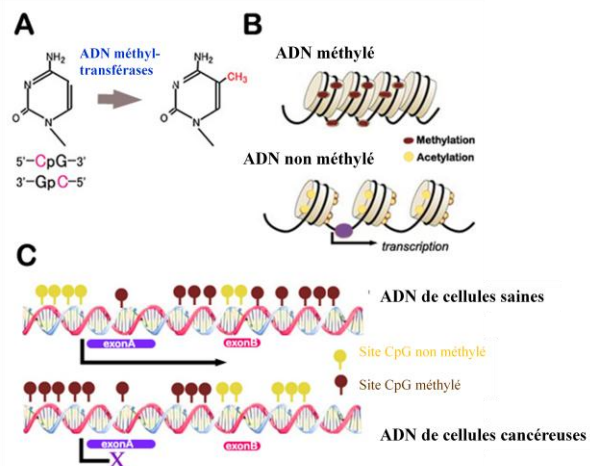 A
ADN méthyl-
transférases
NH₂
N
O
N
NH₂
CH₃
N
O
N
5'–CpG–3'
3'–GpC–5'
B
ADN méthylé
Methylation
Acetylation
ADN non méthylé
transcription
C
ADN de cellules saines
exonA
exonB
Site CpG non méthylé
Site CpG méthylé
ADN de cellules cancéreuses
exonA
exonB
X